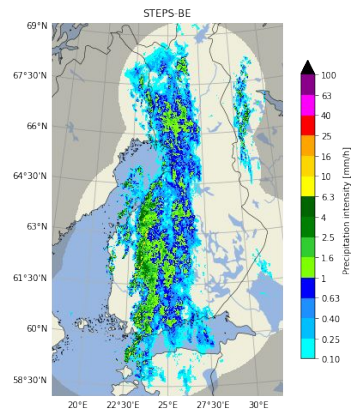 STEPS-BE
69°N
67°30'N
66°N
64°30'N
63°N
61°30'N
60°N
58°30'N
20°E 22°30'E 25°E 27°30'E 30°E
100
63
40
25
16
10
6.3
4
2.5
1.6
1
0.63
0.40
0.25
0.10
Precipitation intensity [mm/h]